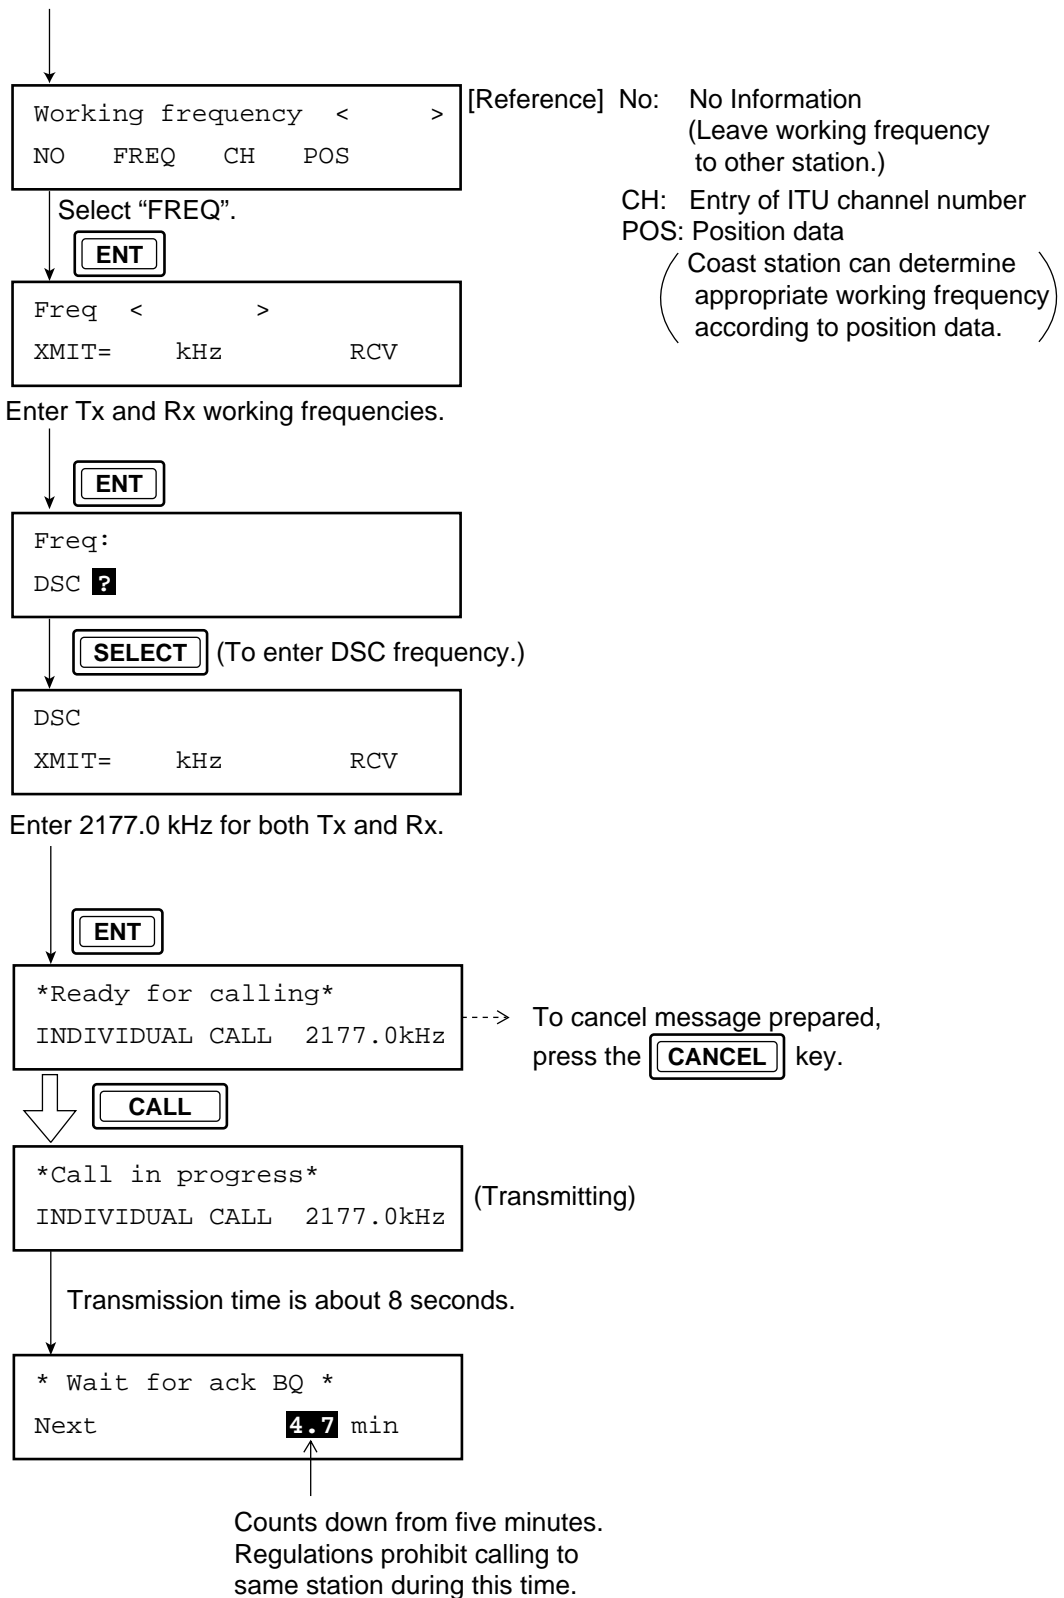 Working frequency < >
NO FREQ CH POS
[Reference] No: No Information
(Leave working frequency
to other station.)
CH: Entry of ITU channel number
POS: Position data
Coast station can determine
appropriate working frequency
according to position data.
Select “FREQ”.
ENT
Freq < >
XMIT= kHz RCV
Enter Tx and Rx working frequencies.
ENT
Freq:
DSC ?
SELECT (To enter DSC frequency.)
DSC
XMIT= kHz RCV
Enter 2177.0 kHz for both Tx and Rx.
ENT
*Ready for calling*
INDIVIDUAL CALL 2177.0kHz
To cancel message prepared,
press the CANCEL key.
CALL
*Call in progress*
INDIVIDUAL CALL 2177.0kHz
(Transmitting)
Transmission time is about 8 seconds.
* Wait for ack BQ *
Next 4.7 min
Counts down from five minutes.
Regulations prohibit calling to
same station during this time.